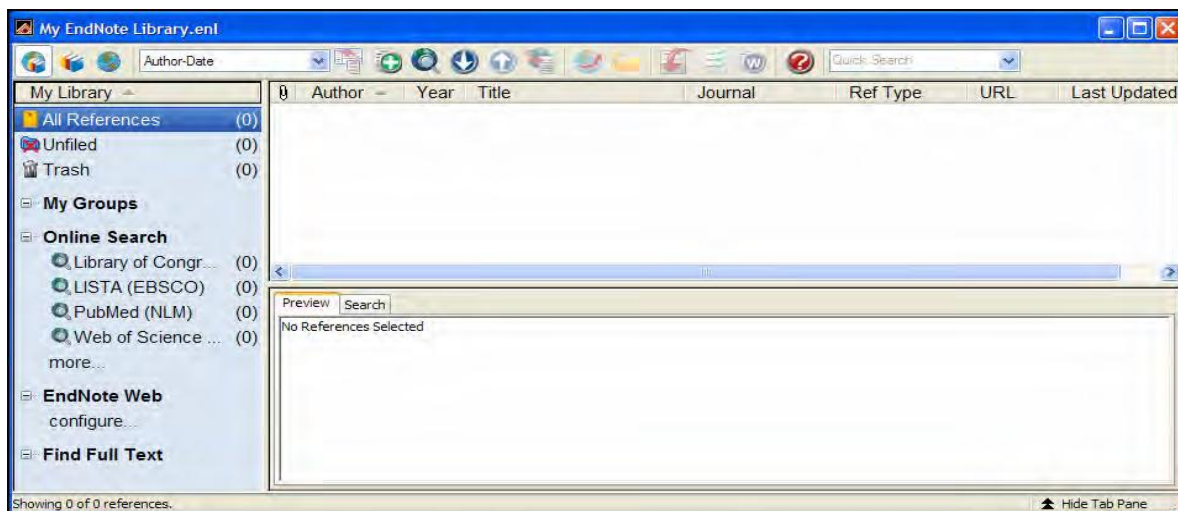 My EndNote Library.enl
Author-Date
Quick Search
My Library
Author Year Title Journal Ref Type URL Last Updated
All References (0)
Unfiled (0)
Trash (0)
My Groups
Online Search
Library of Congr... (0)
LISTA (EBSCO) (0)
PubMed (NLM) (0)
Web of Science ... (0)
more...
EndNote Web
configure...
Find Full Text
Preview Search
No References Selected
Showing 0 of 0 references.
Hide Tab Pane